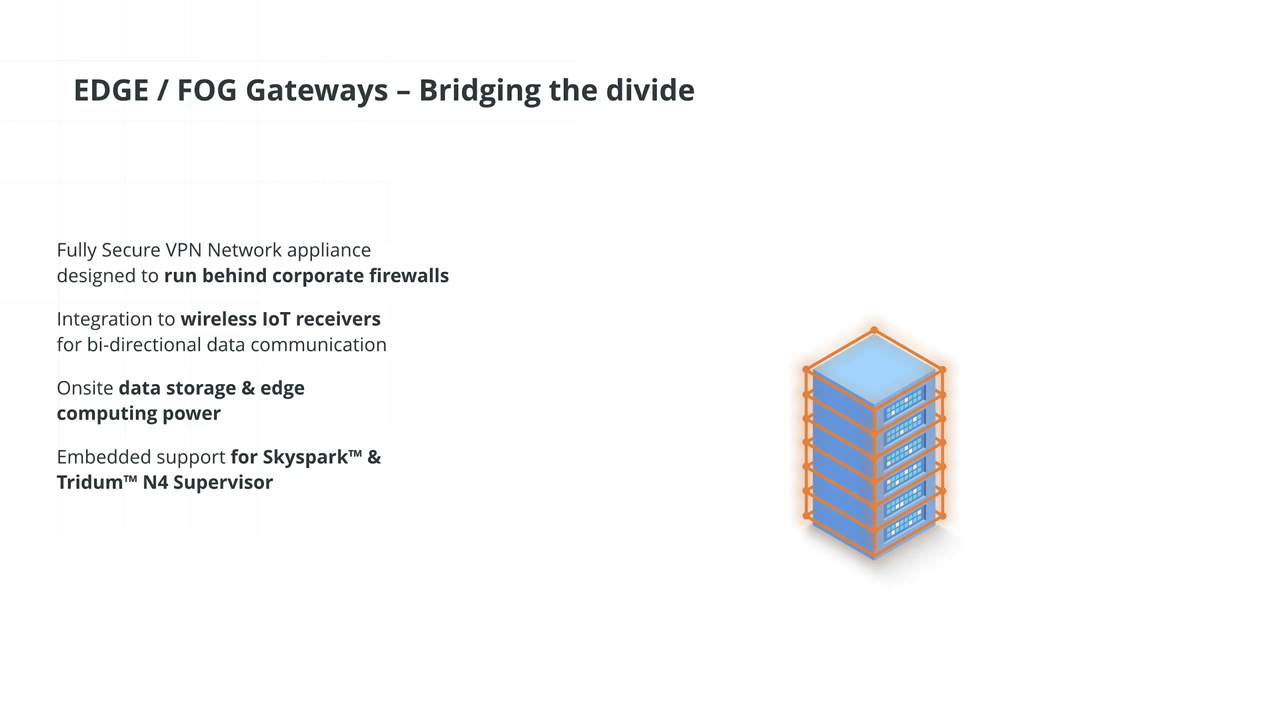 EDGE / FOG Gateways – Bridging the divide
Fully Secure VPN Network appliance
designed to run behind corporate firewalls
Integration to wireless IoT receivers
for bi-directional data communication
Onsite data storage & edge
computing power
Embedded support for Skyspark™ &
Tridum™ N4 Supervisor